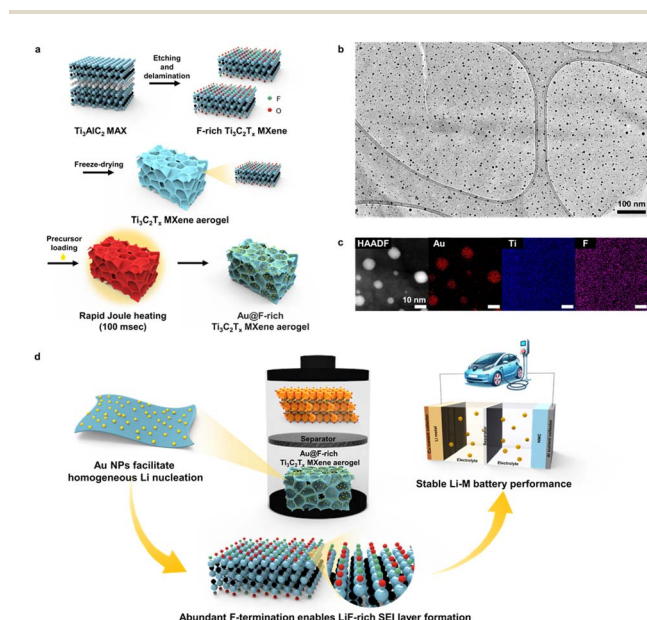 a
Etching
and
delamination
F
O
Ti₃AlC₂ MAX
F-rich Ti₃C₂Tₓ MXene
Freeze-drying
Ti₃C₂Tₓ MXene aerogel
Precursor
loading
Rapid Joule heating
(100 msec)
Au@F-rich
Ti₃C₂Tₓ MXene aerogel
b
100 nm
c
HAADF
Au
Ti
F
10 nm
d
Au NPs facilitate
homogeneous Li nucleation
Separator
Au@F-rich
Ti₃C₂Tₓ MXene aerogel
Li metal
Electrolyte
Electrolyte
NMC
Stable Li-M battery performance
Abundant F-termination enables LiF-rich SEI layer formation